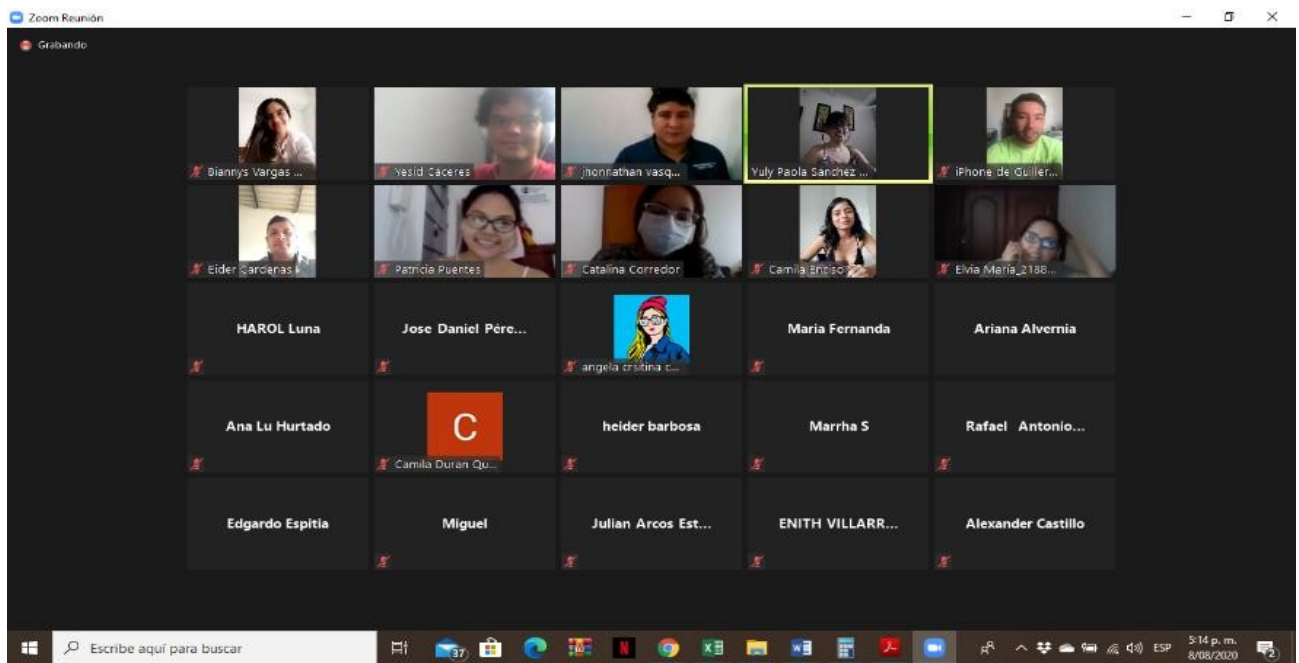 Zoom Reunión
Grabando
Biannys Vargas ...
Yesid Cáceres
jhonnathan vasq...
Yuly Paola Sanchez ...
iPhone de Guiller...
Eider Cardenas
Patricia Puentes
Catalina Corredor
Camila Enciso
Elvia María_2188...
HAROL Luna
Jose Daniel Pére...
angela crsitina c...
Maria Fernanda
Ariana Alvernia
Ana Lu Hurtado
C
Camila Duran Qu...
heider barbosa
Marrha S
Rafael Antonio...
Edgardo Espitia
Miguel
Julian Arcos Est...
ENITH VILLARR...
Alexander Castillo
Escribe aquí para buscar
37
N
ESP
5:14 p. m.
8/08/2020
2